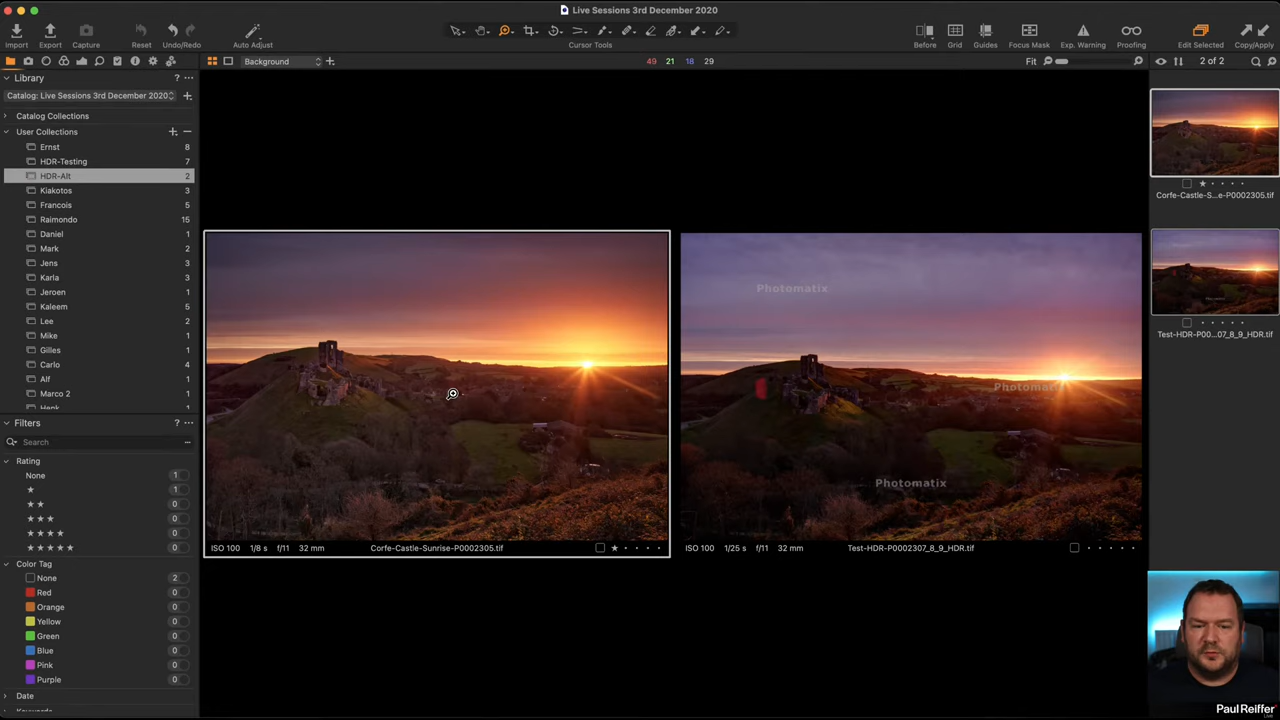 Live Sessions 3rd December 2020
Import
Export
Capture
Reset
Undo/Redo
Auto Adjust
Cursor Tools
Before
Grid
Guides
Focus Mask
Exp. Warning
Proofing
Edit Selected
Copy/Apply
Background
49 21 18 29
Fit
2 of 2
Library
Catalog: Live Sessions 3rd December 2020
Catalog Collections
User Collections
Ernst 8
HDR-Testing 7
HDR-Alt 2
Kiakotos 3
Francois 5
Raimondo 15
Daniel 1
Mark 2
Jens 3
Karla 3
Jeroen 1
Kaleem 5
Lee 2
Mike 1
Gilles 1
Carlo 4
Alf 1
Marco 2 1
Filters
Search
Rating
None 1
★ 1
★★ 0
★★★ 0
★★★★ 0
★★★★★ 0
Color Tag
None 2
Red 0
Orange 0
Yellow 0
Green 0
Blue 0
Pink 0
Purple 0
Date
Photomatix
Photomatix
Photomatix
ISO 100 1/8 s f/11 32 mm Corfe-Castle-Sunrise-P0002305.tif
ISO 100 1/25 s f/11 32 mm Test-HDR-P0002307_8_9_HDR.tif
Corfe-Castle-S...e-P0002305.tif
Test-HDR-P00...07_8_9_HDR.tif
PaulReiffer
Live